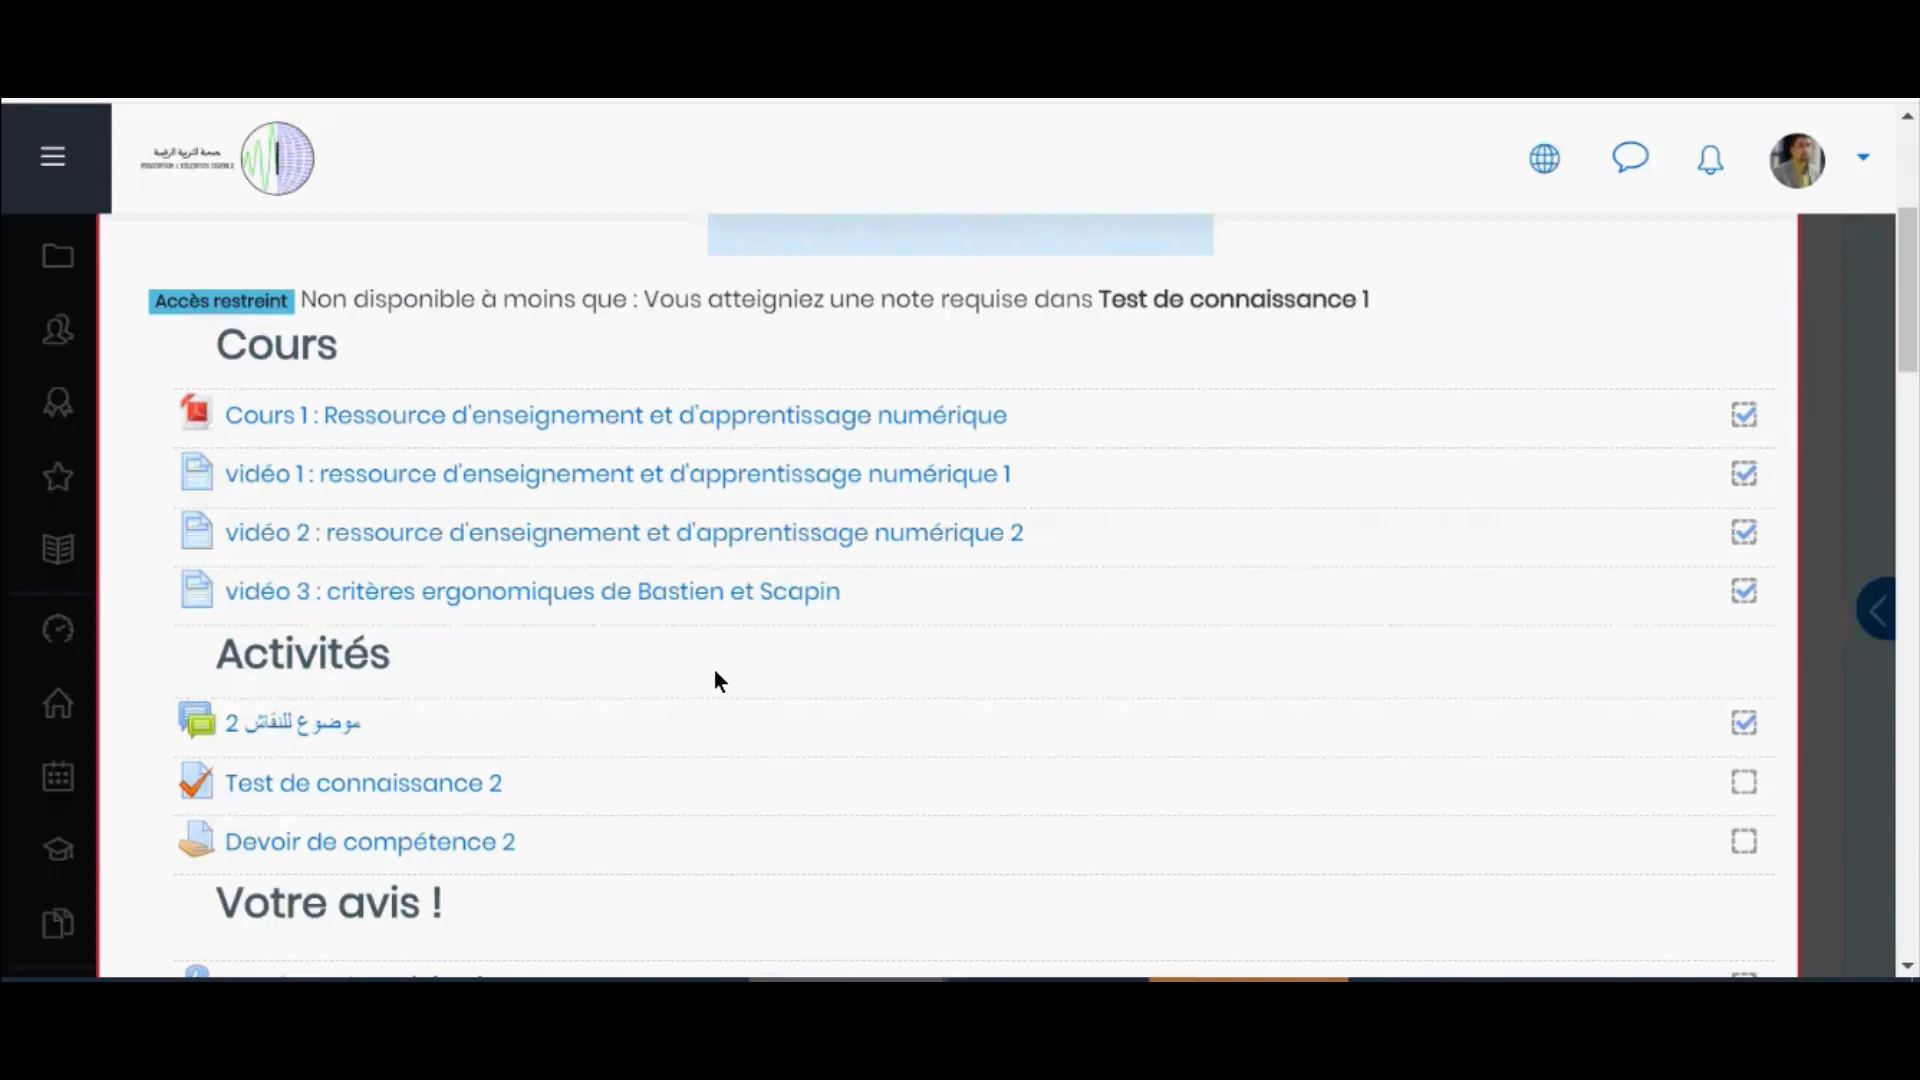 جمعية التربية الرقمية
Accès restreint Non disponible à moins que : Vous atteigniez une note requise dans Test de connaissance 1
Cours
Cours 1 : Ressource d'enseignement et d'apprentissage numérique
vidéo 1 : ressource d'enseignement et d'apprentissage numérique 1
vidéo 2 : ressource d'enseignement et d'apprentissage numérique 2
vidéo 3 : critères ergonomiques de Bastien et Scapin
Activités
موضوع للنقاش 2
Test de connaissance 2
Devoir de compétence 2
Votre avis !